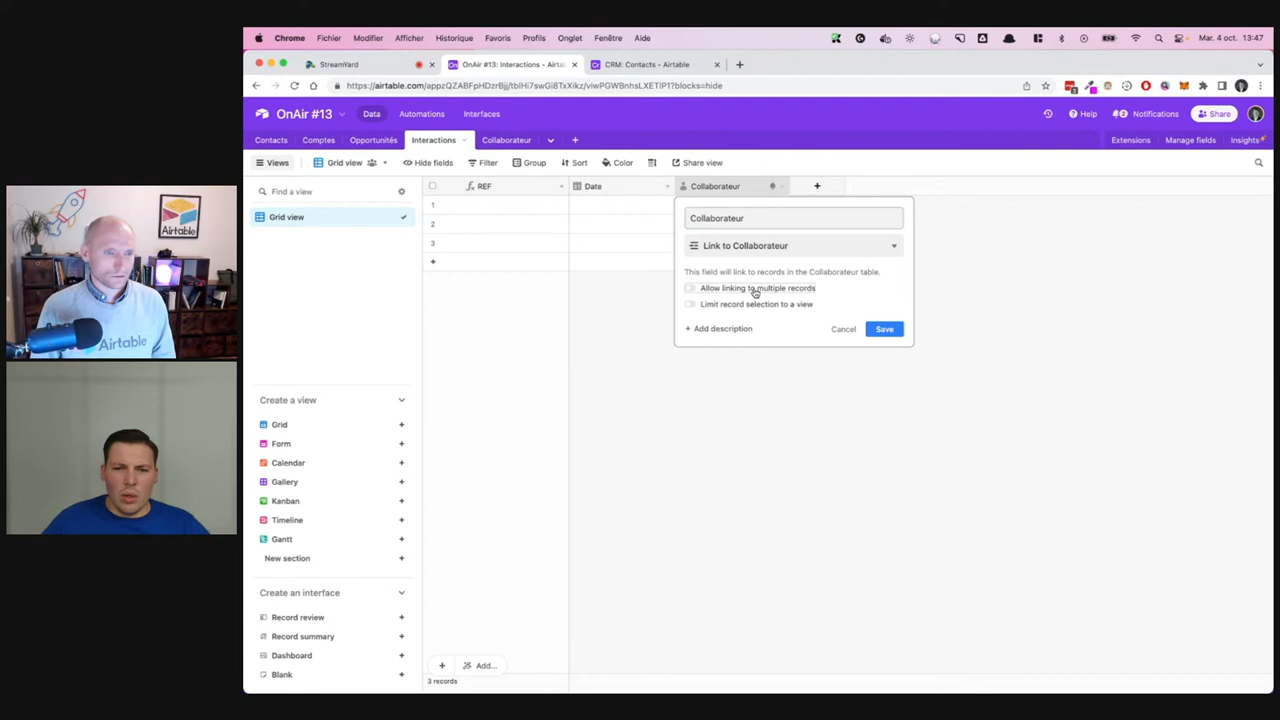 Chrome Fichier Modifier Afficher Historique Favoris Profils Onglet Fenêtre Aide Mar. 4 oct. 13:47
StreamYard OnAir #13: Interactions - Airtab CRM: Contacts - Airtable
https://airtable.com/appzQZABFpHDzrBjj/tblHi7swGi8TxXikz/viwPGWBnhsLXETlP1?blocks=hide
OnAir #13 Data Automations Interfaces Help 2 Notifications Share
Contacts Comptes Opportunités Interactions Collaborateur Extensions Manage fields Insights
Views Grid view Hide fields Filter Group Sort Color Share view
Find a view
Grid view
REF Date Collaborateur
1
2
3
Collaborateur
Link to Collaborateur
This field will link to records in the Collaborateur table.
Allow linking to multiple records
Limit record selection to a view
+ Add description Cancel Save
Create a view
Grid
Form
Calendar
Gallery
Kanban
Timeline
Gantt
New section
Create an interface
Record review
Record summary
Dashboard
Blank
Add...
3 records
Airtable
Airtable